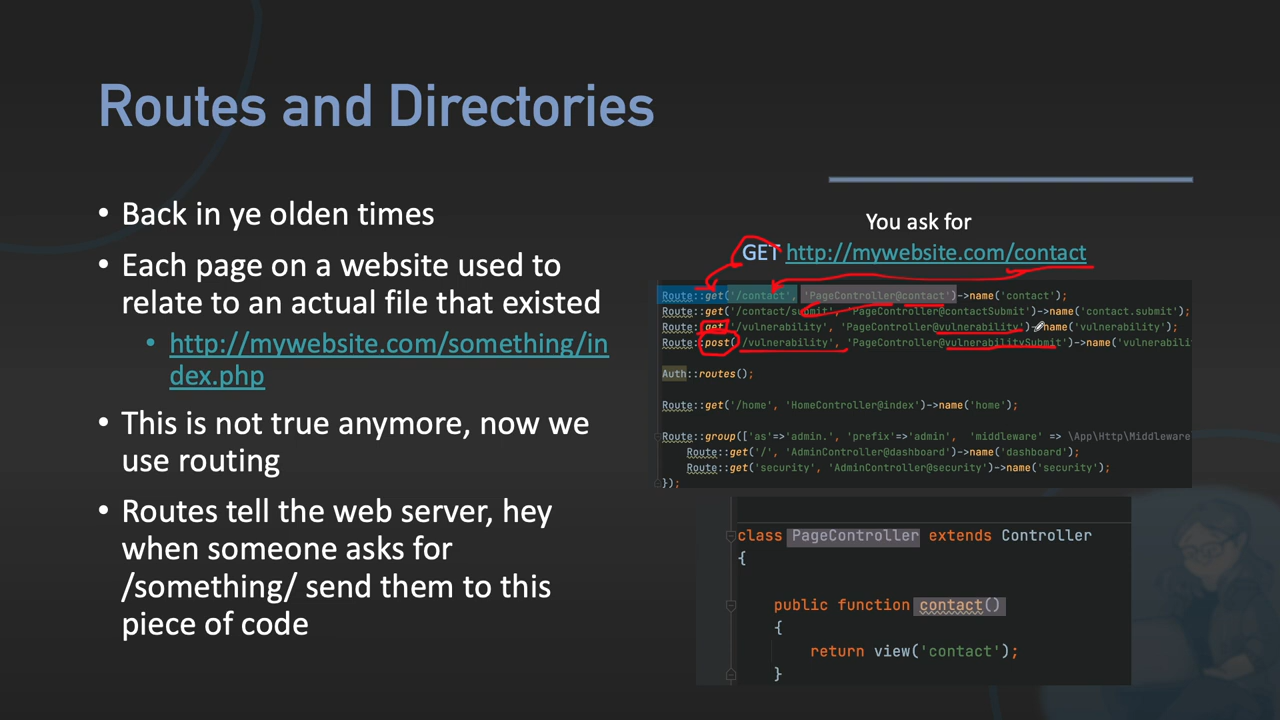 Routes and Directories
• Back in ye olden times
• Each page on a website used to
relate to an actual file that existed
• http://mywebsite.com/something/in
dex.php
• This is not true anymore, now we
use routing
• Routes tell the web server, hey
when someone asks for
/something/ send them to this
piece of code
You ask for
GET http://mywebsite.com/contact
Route::get('/contact', 'PageController@contact')->name('contact');
Route::get('/contact/submit', 'PageController@contactSubmit')->name('contact.submit');
Route::get('/vulnerability', 'PageController@vulnerability')->name('vulnerability');
Route::post('/vulnerability', 'PageController@vulnerabilitySubmit')->name('vulnerabili
Auth::routes();
Route::get('/home', 'HomeController@index')->name('home');
Route::group(['as'=>'admin.', 'prefix'=>'admin', 'middleware' => \App\Http\Middleware
Route::get('/', 'AdminController@dashboard')->name('dashboard');
Route::get('security', 'AdminController@security')->name('security');
});
class PageController extends Controller
{
public function contact()
{
return view('contact');
}